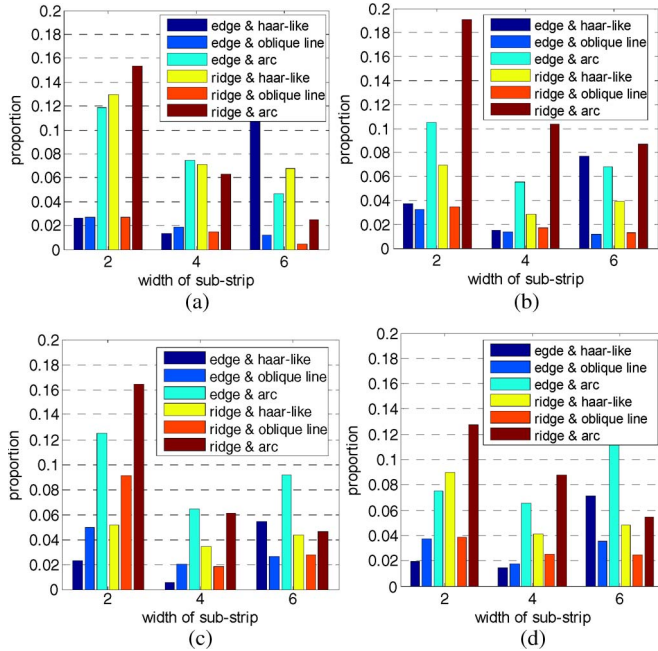 0.2
0.18
0.16
0.14
0.12
0.1
0.08
0.06
0.04
0.02
0
proportion
edge & haar-like
edge & oblique line
edge & arc
ridge & haar-like
ridge & oblique line
ridge & arc
2 4 6
width of sub-strip
(a)
0.2
0.18
0.16
0.14
0.12
0.1
0.08
0.06
0.04
0.02
0
proportion
edge & haar-like
edge & oblique line
edge & arc
ridge & haar-like
ridge & oblique line
ridge & arc
2 4 6
width of sub-strip
(b)
0.2
0.18
0.16
0.14
0.12
0.1
0.08
0.06
0.04
0.02
0
proportion
edge & haar-like
edge & oblique line
edge & arc
ridge & haar-like
ridge & oblique line
ridge & arc
2 4 6
width of sub-strip
(c)
0.2
0.18
0.16
0.14
0.12
0.1
0.08
0.06
0.04
0.02
0
proportion
egde & haar-like
edge & oblique line
edge & arc
ridge & haar-like
ridge & oblique line
ridge & arc
2 4 6
width of sub-strip
(d)